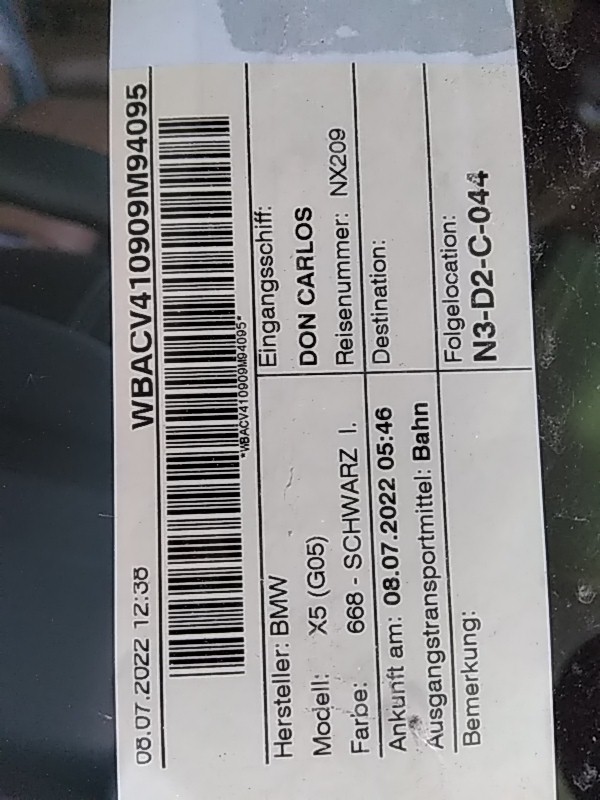 08.07.2022 12:38 WBACV410909M94095
*WBACV410909M94095*
Hersteller: BMW
Modell: X5 (G05)
Farbe: 668 - SCHWARZ I.
Eingangsschiff:
DON CARLOS
Reisenummer: NX209
Ankunft am: 08.07.2022 05:46
Ausgangstransportmittel: Bahn
Destination:
Bemerkung:
Folgelocation:
N3-D2-C-044